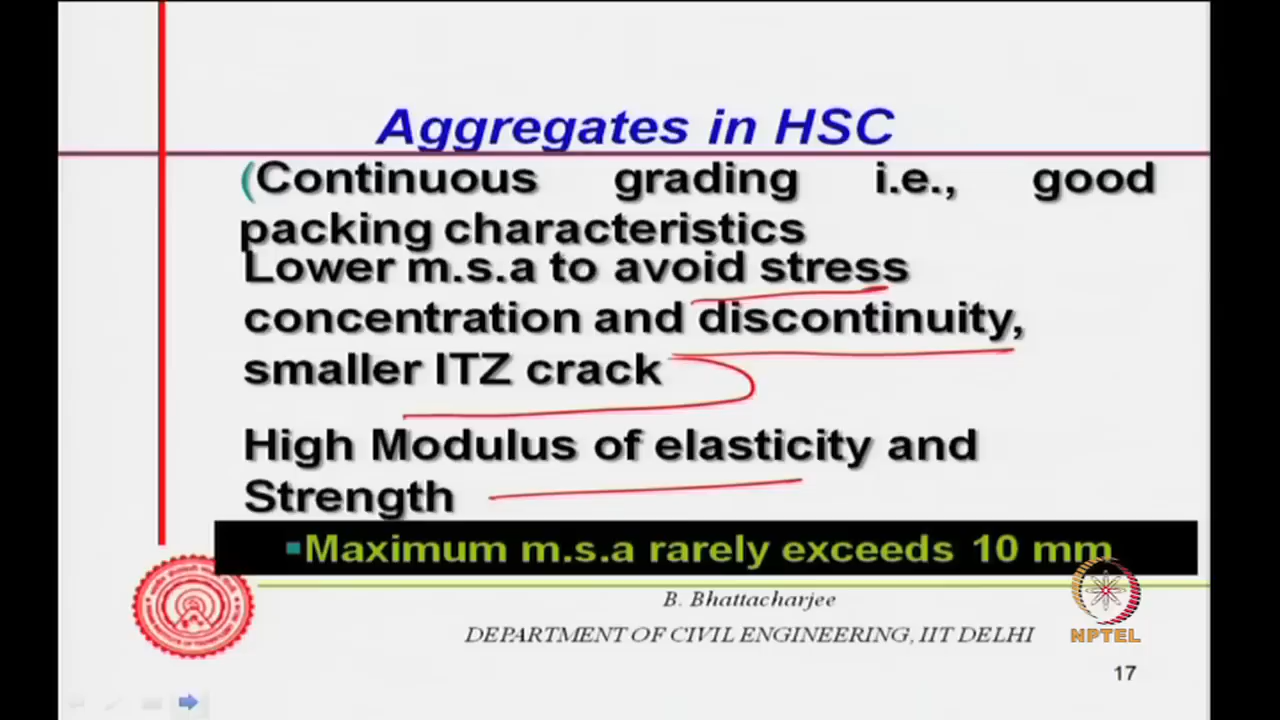 Aggregates in HSC
(Continuous grading i.e., good
packing characteristics
Lower m.s.a to avoid stress
concentration and discontinuity,
smaller ITZ crack
High Modulus of elasticity and
Strength
Maximum m.s.a rarely exceeds 10 mm
B. Bhattacharjee
DEPARTMENT OF CIVIL ENGINEERING, IIT DELHI
NPTEL
17